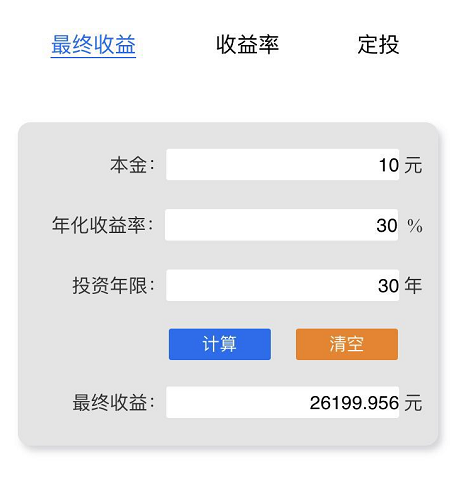 最终收益 收益率 定投
本金： 10 元
年化收益率： 30 %
投资年限： 30 年
计算 清空
最终收益： 26199.956 元